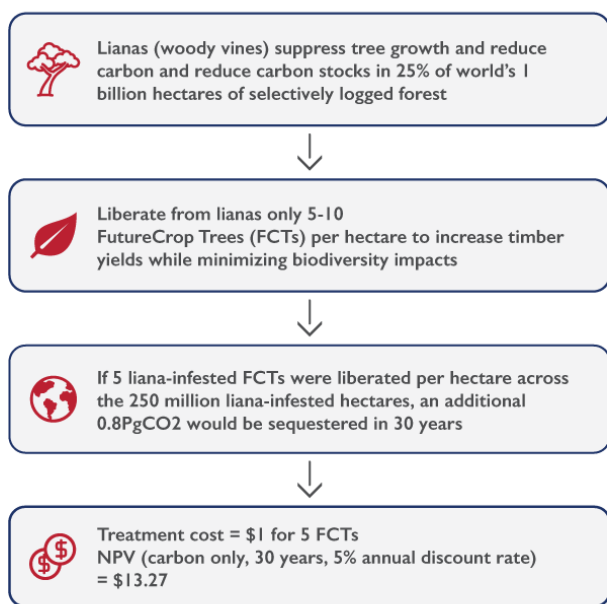 Lianas (woody vines) suppress tree growth and reduce
carbon and reduce carbon stocks in 25% of world's 1
billion hectares of selectively logged forest
Liberate from lianas only 5-10
FutureCrop Trees (FCTs) per hectare to increase timber
yields while minimizing biodiversity impacts
If 5 liana-infested FCTs were liberated per hectare across
the 250 million liana-infested hectares, an additional
0.8PgCO2 would be sequestered in 30 years
Treatment cost = $1 for 5 FCTs
NPV (carbon only, 30 years, 5% annual discount rate)
= $13.27